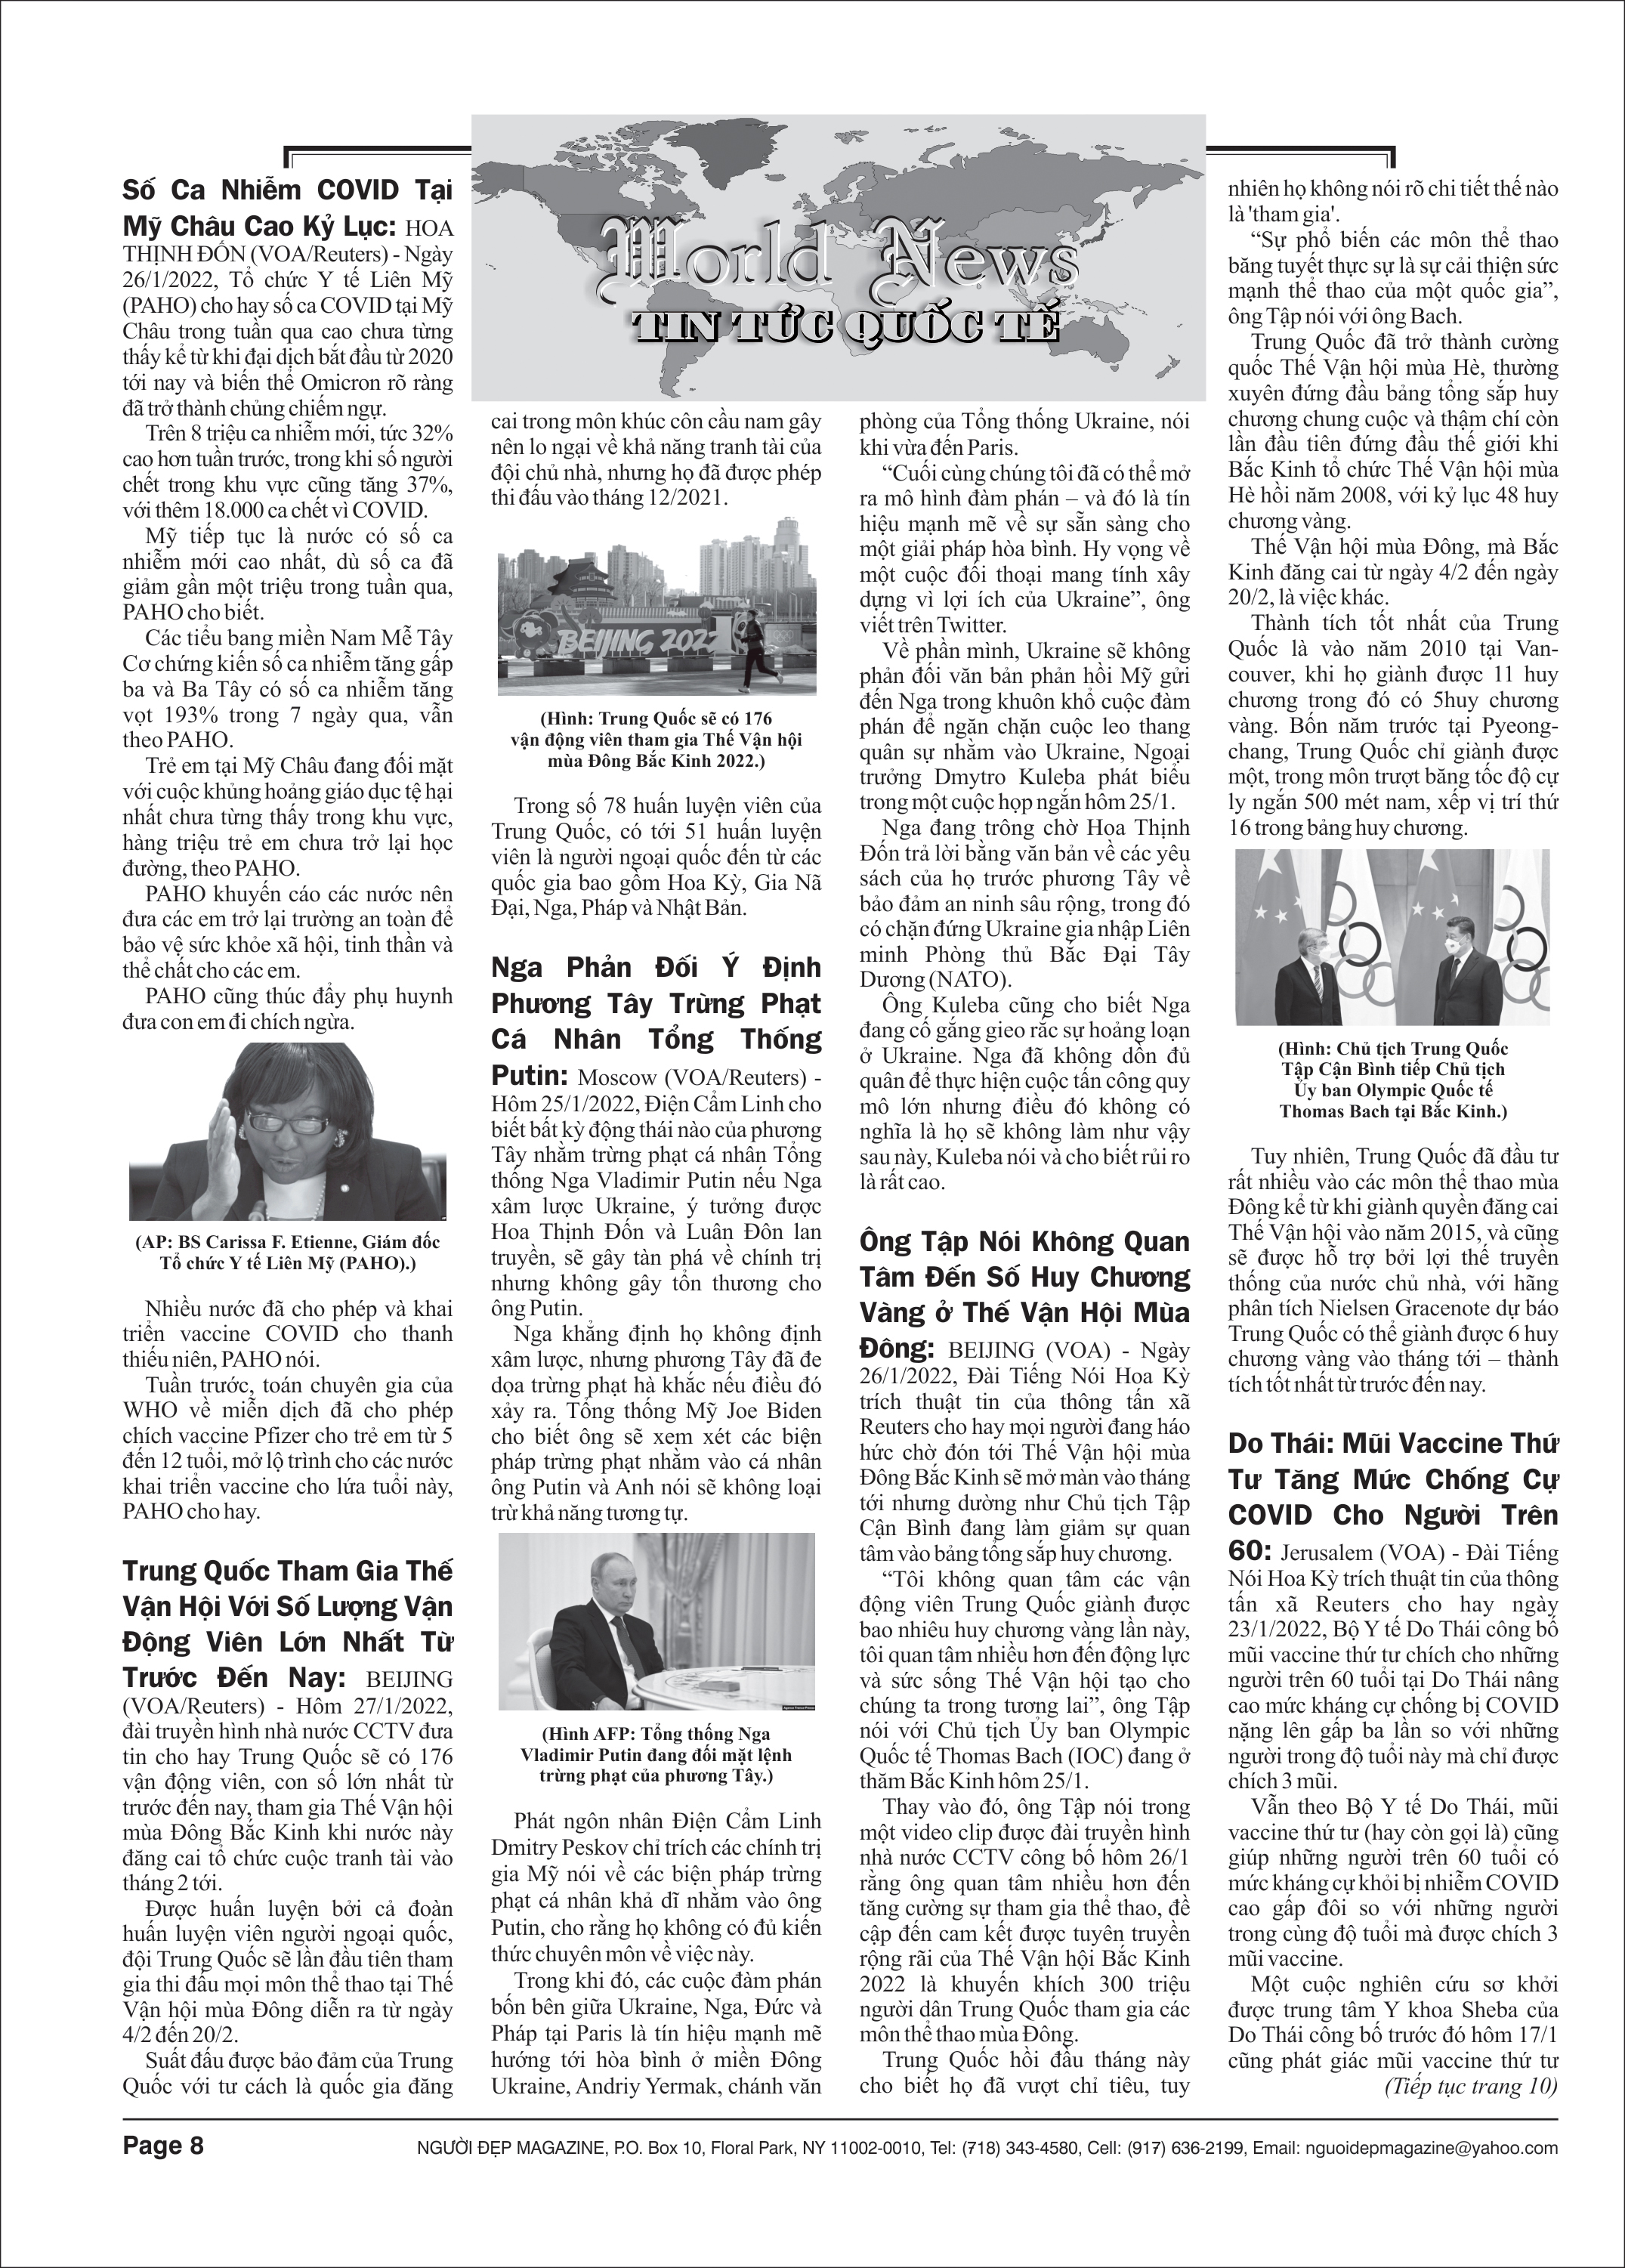 World News
TIN TỨC QUỐC TẾ
Số Ca Nhiễm COVID Tại
Mỹ Châu Cao Kỷ Lục: HOA
THỊNH ĐỐN (VOA/Reuters) - Ngày
26/1/2022, Tổ chức Y tế Liên Mỹ
(PAHO) cho hay số ca COVID tại Mỹ
Châu trong tuần qua cao chưa từng
thấy kể từ khi đại dịch bắt đầu từ 2020
tới nay và biến thể Omicron rõ ràng
đã trở thành chủng chiếm ngự.
Trên 8 triệu ca nhiễm mới, tức 32%
cao hơn tuần trước, trong khi số người
chết trong khu vực cũng tăng 37%,
với thêm 18.000 ca chết vì COVID.
Mỹ tiếp tục là nước có số ca
nhiễm mới cao nhất, dù số ca đã
giảm gần một triệu trong tuần qua,
PAHO cho biết.
Các tiểu bang miền Nam Mễ Tây
Cơ chứng kiến số ca nhiễm tăng gấp
ba và Ba Tây có số ca nhiễm tăng
vọt 193% trong 7 ngày qua, vẫn
theo PAHO.
Trẻ em tại Mỹ Châu đang đối mặt
với cuộc khủng hoảng giáo dục tệ hại
nhất chưa từng thấy trong khu vực,
hàng triệu trẻ em chưa trở lại học
đường, theo PAHO.
PAHO khuyến cáo các nước nên
đưa các em trở lại trường an toàn để
bảo vệ sức khỏe xã hội, tinh thần và
thể chất cho các em.
PAHO cũng thúc đẩy phụ huynh
đưa con em đi chích ngừa.
(AP: BS Carissa F. Etienne, Giám đốc
Tổ chức Y tế Liên Mỹ (PAHO).)
Nhiều nước đã cho phép và khai
triển vaccine COVID cho thanh
thiếu niên, PAHO nói.
Tuần trước, toán chuyên gia của
WHO về miễn dịch đã cho phép
chích vaccine Pfizer cho trẻ em từ 5
đến 12 tuổi, mở lộ trình cho các nước
khai triển vaccine cho lứa tuổi này,
PAHO cho hay.
Trung Quốc Tham Gia Thế
Vận Hội Với Số Lượng Vận
Động Viên Lớn Nhất Từ
Trước Đến Nay: BEIJING
(VOA/Reuters) - Hôm 27/1/2022,
đài truyền hình nhà nước CCTV đưa
tin cho hay Trung Quốc sẽ có 176
vận động viên, con số lớn nhất từ
trước đến nay, tham gia Thế Vận hội
mùa Đông Bắc Kinh khi nước này
đăng cai tổ chức cuộc tranh tài vào
tháng 2 tới.
Được huấn luyện bởi cả đoàn
huấn luyện viên người ngoại quốc,
đội Trung Quốc sẽ lần đầu tiên tham
gia thi đấu mọi môn thể thao tại Thế
Vận hội mùa Đông diễn ra từ ngày
4/2 đến 20/2.
Suất đấu được bảo đảm của Trung
Quốc với tư cách là quốc gia đăng
cai trong môn khúc côn cầu nam gây
nên lo ngại về khả năng tranh tài của
đội chủ nhà, nhưng họ đã được phép
thi đấu vào tháng 12/2021.
BEIJING 2022
(Hình: Trung Quốc sẽ có 176
vận động viên tham gia Thế Vận hội
mùa Đông Bắc Kinh 2022.)
Trong số 78 huấn luyện viên của
Trung Quốc, có tới 51 huấn luyện
viên là người ngoại quốc đến từ các
quốc gia bao gồm Hoa Kỳ, Gia Nã
Đại, Nga, Pháp và Nhật Bản.
Nga Phản Đối Ý Định
Phương Tây Trừng Phạt
Cá Nhân Tổng Thống
Putin: Moscow (VOA/Reuters) -
Hôm 25/1/2022, Điện Cẩm Linh cho
biết bất kỳ động thái nào của phương
Tây nhằm trừng phạt cá nhân Tổng
thống Nga Vladimir Putin nếu Nga
xâm lược Ukraine, ý tưởng được
Hoa Thịnh Đốn và Luân Đôn lan
truyền, sẽ gây tàn phá về chính trị
nhưng không gây tổn thương cho
ông Putin.
Nga khẳng định họ không định
xâm lược, nhưng phương Tây đã đe
dọa trừng phạt hà khắc nếu điều đó
xảy ra. Tổng thống Mỹ Joe Biden
cho biết ông sẽ xem xét các biện
pháp trừng phạt nhằm vào cá nhân
ông Putin và Anh nói sẽ không loại
trừ khả năng tương tự.
(Hình AFP: Tổng thống Nga
Vladimir Putin đang đối mặt lệnh
trừng phạt của phương Tây.)
Phát ngôn nhân Điện Cẩm Linh
Dmitry Peskov chỉ trích các chính trị
gia Mỹ nói về các biện pháp trừng
phạt cá nhân khả dĩ nhằm vào ông
Putin, cho rằng họ không có đủ kiến
thức chuyên môn về việc này.
Trong khi đó, các cuộc đàm phán
bốn bên giữa Ukraine, Nga, Đức và
Pháp tại Paris là tín hiệu mạnh mẽ
hướng tới hòa bình ở miền Đông
Ukraine, Andriy Yermak, chánh văn
phòng của Tổng thống Ukraine, nói
khi vừa đến Paris.
“Cuối cùng chúng tôi đã có thể mở
ra mô hình đàm phán – và đó là tín
hiệu mạnh mẽ về sự sẵn sàng cho
một giải pháp hòa bình. Hy vọng về
một cuộc đối thoại mang tính xây
dựng vì lợi ích của Ukraine”, ông
viết trên Twitter.
Về phần mình, Ukraine sẽ không
phản đối văn bản phản hồi Mỹ gửi
đến Nga trong khuôn khổ cuộc đàm
phán để ngăn chặn cuộc leo thang
quân sự nhằm vào Ukraine, Ngoại
trưởng Dmytro Kuleba phát biểu
trong một cuộc họp ngắn hôm 25/1.
Nga đang trông chờ Hoa Thịnh
Đốn trả lời bằng văn bản về các yêu
sách của họ trước phương Tây về
bảo đảm an ninh sâu rộng, trong đó
có chặn đứng Ukraine gia nhập Liên
minh Phòng thủ Bắc Đại Tây
Dương (NATO).
Ông Kuleba cũng cho biết Nga
đang cố gắng gieo rắc sự hoảng loạn
ở Ukraine. Nga đã không dồn đủ
quân để thực hiện cuộc tấn công quy
mô lớn nhưng điều đó không có
nghĩa là họ sẽ không làm như vậy
sau này, Kuleba nói và cho biết rủi ro
là rất cao.
Ông Tập Nói Không Quan
Tâm Đến Số Huy Chương
Vàng ở Thế Vận Hội Mùa
Đông: BEIJING (VOA) - Ngày
26/1/2022, Đài Tiếng Nói Hoa Kỳ
trích thuật tin của thông tấn xã
Reuters cho hay mọi người đang háo
hức chờ đón tới Thế Vận hội mùa
Đông Bắc Kinh sẽ mở màn vào tháng
tới nhưng dường như Chủ tịch Tập
Cận Bình đang làm giảm sự quan
tâm vào bảng tổng sắp huy chương.
“Tôi không quan tâm các vận
động viên Trung Quốc giành được
bao nhiêu huy chương vàng lần này,
tôi quan tâm nhiều hơn đến động lực
và sức sống Thế Vận hội tạo cho
chúng ta trong tương lai”, ông Tập
nói với Chủ tịch Ủy ban Olympic
Quốc tế Thomas Bach (IOC) đang ở
thăm Bắc Kinh hôm 25/1.
Thay vào đó, ông Tập nói trong
một video clip được đài truyền hình
nhà nước CCTV công bố hôm 26/1
rằng ông quan tâm nhiều hơn đến
tăng cường sự tham gia thể thao, đề
cập đến cam kết được tuyên truyền
rộng rãi của Thế Vận hội Bắc Kinh
2022 là khuyến khích 300 triệu
người dân Trung Quốc tham gia các
môn thể thao mùa Đông.
Trung Quốc hồi đầu tháng này
cho biết họ đã vượt chỉ tiêu, tuy
nhiên họ không nói rõ chi tiết thế nào
là 'tham gia'.
“Sự phổ biến các môn thể thao
băng tuyết thực sự là sự cải thiện sức
mạnh thể thao của một quốc gia”,
ông Tập nói với ông Bach.
Trung Quốc đã trở thành cường
quốc Thế Vận hội mùa Hè, thường
xuyên đứng đầu bảng tổng sắp huy
chương chung cuộc và thậm chí còn
lần đầu tiên đứng đầu thế giới khi
Bắc Kinh tổ chức Thế Vận hội mùa
Hè hồi năm 2008, với kỷ lục 48 huy
chương vàng.
Thế Vận hội mùa Đông, mà Bắc
Kinh đăng cai từ ngày 4/2 đến ngày
20/2, là việc khác.
Thành tích tốt nhất của Trung
Quốc là vào năm 2010 tại Van-
couver, khi họ giành được 11 huy
chương trong đó có 5huy chương
vàng. Bốn năm trước tại Pyeong-
chang, Trung Quốc chỉ giành được
một, trong môn trượt băng tốc độ cự
ly ngắn 500 mét nam, xếp vị trí thứ
16 trong bảng huy chương.
(Hình: Chủ tịch Trung Quốc
Tập Cận Bình tiếp Chủ tịch
Ủy ban Olympic Quốc tế
Thomas Bach tại Bắc Kinh.)
Tuy nhiên, Trung Quốc đã đầu tư
rất nhiều vào các môn thể thao mùa
Đông kể từ khi giành quyền đăng cai
Thế Vận hội vào năm 2015, và cũng
sẽ được hỗ trợ bởi lợi thế truyền
thống của nước chủ nhà, với hãng
phân tích Nielsen Gracenote dự báo
Trung Quốc có thể giành được 6 huy
chương vàng vào tháng tới – thành
tích tốt nhất từ trước đến nay.
Do Thái: Mũi Vaccine Thứ
Tư Tăng Mức Chống Cự
COVID Cho Người Trên
60: Jerusalem (VOA) - Đài Tiếng
Nói Hoa Kỳ trích thuật tin của thông
tấn xã Reuters cho hay ngày
23/1/2022, Bộ Y tế Do Thái công bố
mũi vaccine thứ tư chích cho những
người trên 60 tuổi tại Do Thái nâng
cao mức kháng cự chống bị COVID
nặng lên gấp ba lần so với những
người trong độ tuổi này mà chỉ được
chích 3 mũi.
Vẫn theo Bộ Y tế Do Thái, mũi
vaccine thứ tư (hay còn gọi là) cũng
giúp những người trên 60 tuổi có
mức kháng cự khỏi bị nhiễm COVID
cao gấp đôi so với những người
trong cùng độ tuổi mà được chích 3
mũi vaccine.
Một cuộc nghiên cứu sơ khởi
được trung tâm Y khoa Sheba của
Do Thái công bố trước đó hôm 17/1
cũng phát giác mũi vaccine thứ tư
(Tiếp tục trang 10)
Page 8 NGƯỜI ĐẸP MAGAZINE, P.O. Box 10, Floral Park, NY 11002-0010, Tel: (718) 343-4580, Cell: (917) 636-2199, Email: nguoidepmagazine@yahoo.com